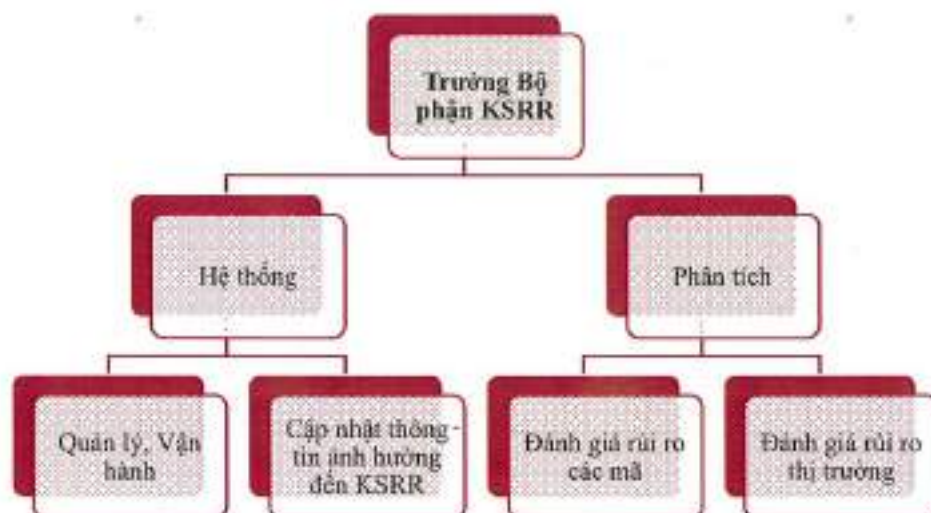 Trưởng Bộ
phận KSRR
Hệ thống
Phân tích
Quản lý, Vận
hành
Cập nhật thông
tin ảnh hưởng
đến KSRR
Đánh giá rủi ro
các mã
Đánh giá rủi ro
thị trường